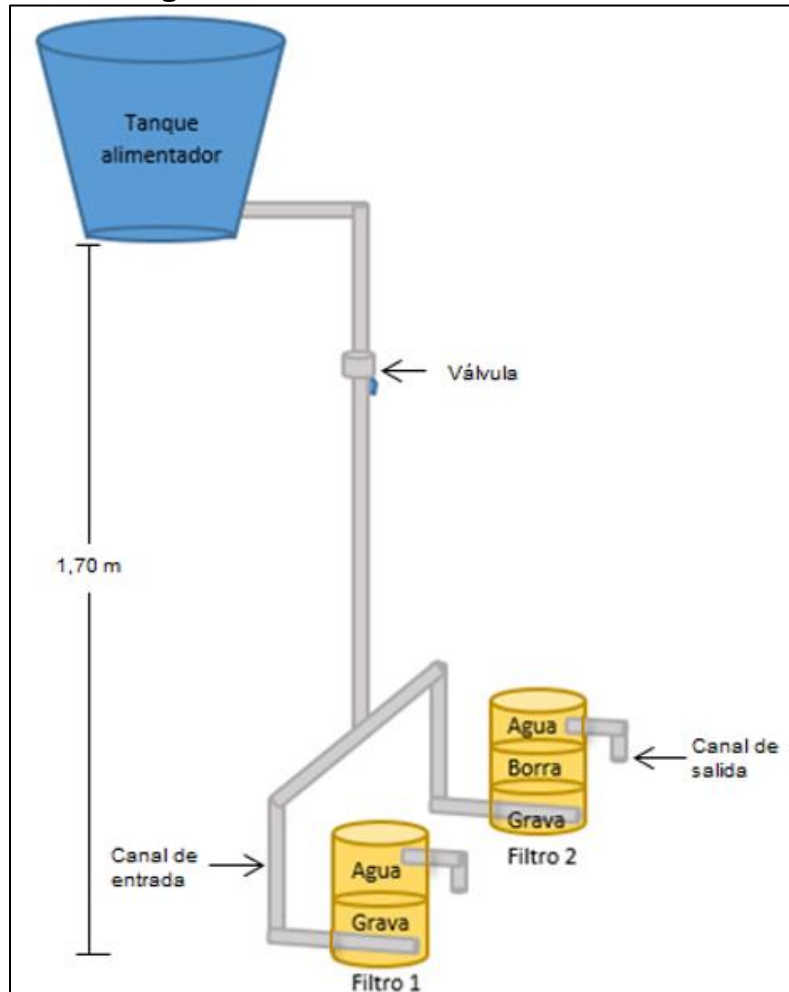 Tanque
alimentador
Válvula
1,70 m
Agua
Borra
Grava
Canal de
salida
Filtro 2
Canal de
entrada
Agua
Grava
Filtro 1